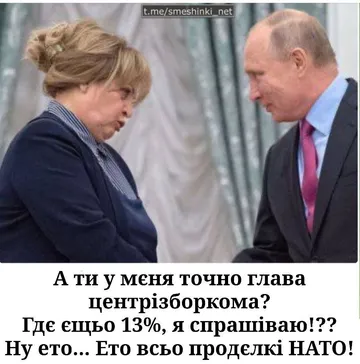 t.me/smeshinki_net
А ти у мєня точно глава
центрізборкома?
Гдє єщьо 13%, я спрашіваю!??
Ну ето... Ето всьо продєлкі НАТО!